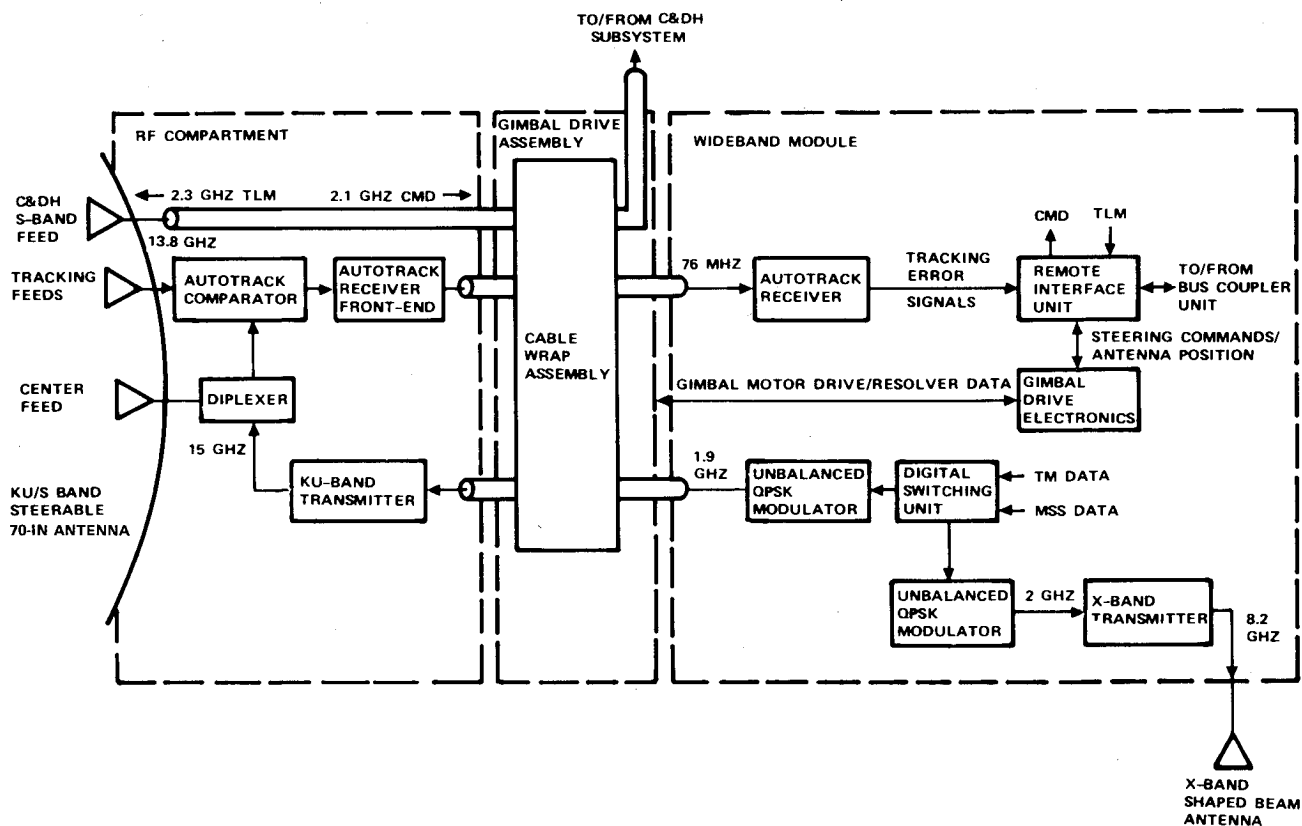 TO/FROM C&DH
SUBSYSTEM
RF COMPARTMENT
GIMBAL DRIVE
ASSEMBLY
WIDEBAND MODULE
C&DH
S-BAND
FEED
2.3 GHZ TLM
2.1 GHZ CMD
13.8 GHZ
TRACKING
FEEDS
AUTOTRACK
COMPARATOR
AUTOTRACK
RECEIVER
FRONT-END
CABLE
WRAP
ASSEMBLY
76 MHZ
AUTOTRACK
RECEIVER
TRACKING
ERROR
SIGNALS
CMD
TLM
REMOTE
INTERFACE
UNIT
TO/FROM
BUS COUPLER
UNIT
STEERING COMMANDS/
ANTENNA POSITION
CENTER
FEED
DIPLEXER
GIMBAL MOTOR DRIVE/RESOLVER DATA
GIMBAL
DRIVE
ELECTRONICS
15 GHZ
KU-BAND
TRANSMITTER
KU/S BAND
STEERABLE
70-IN ANTENNA
1.9
GHZ
UNBALANCED
QPSK
MODULATOR
DIGITAL
SWITCHING
UNIT
TM DATA
MSS DATA
UNBALANCED
QPSK
MODULATOR
2 GHZ
X-BAND
TRANSMITTER
8.2
GHZ
X-BAND
SHAPED BEAM
ANTENNA